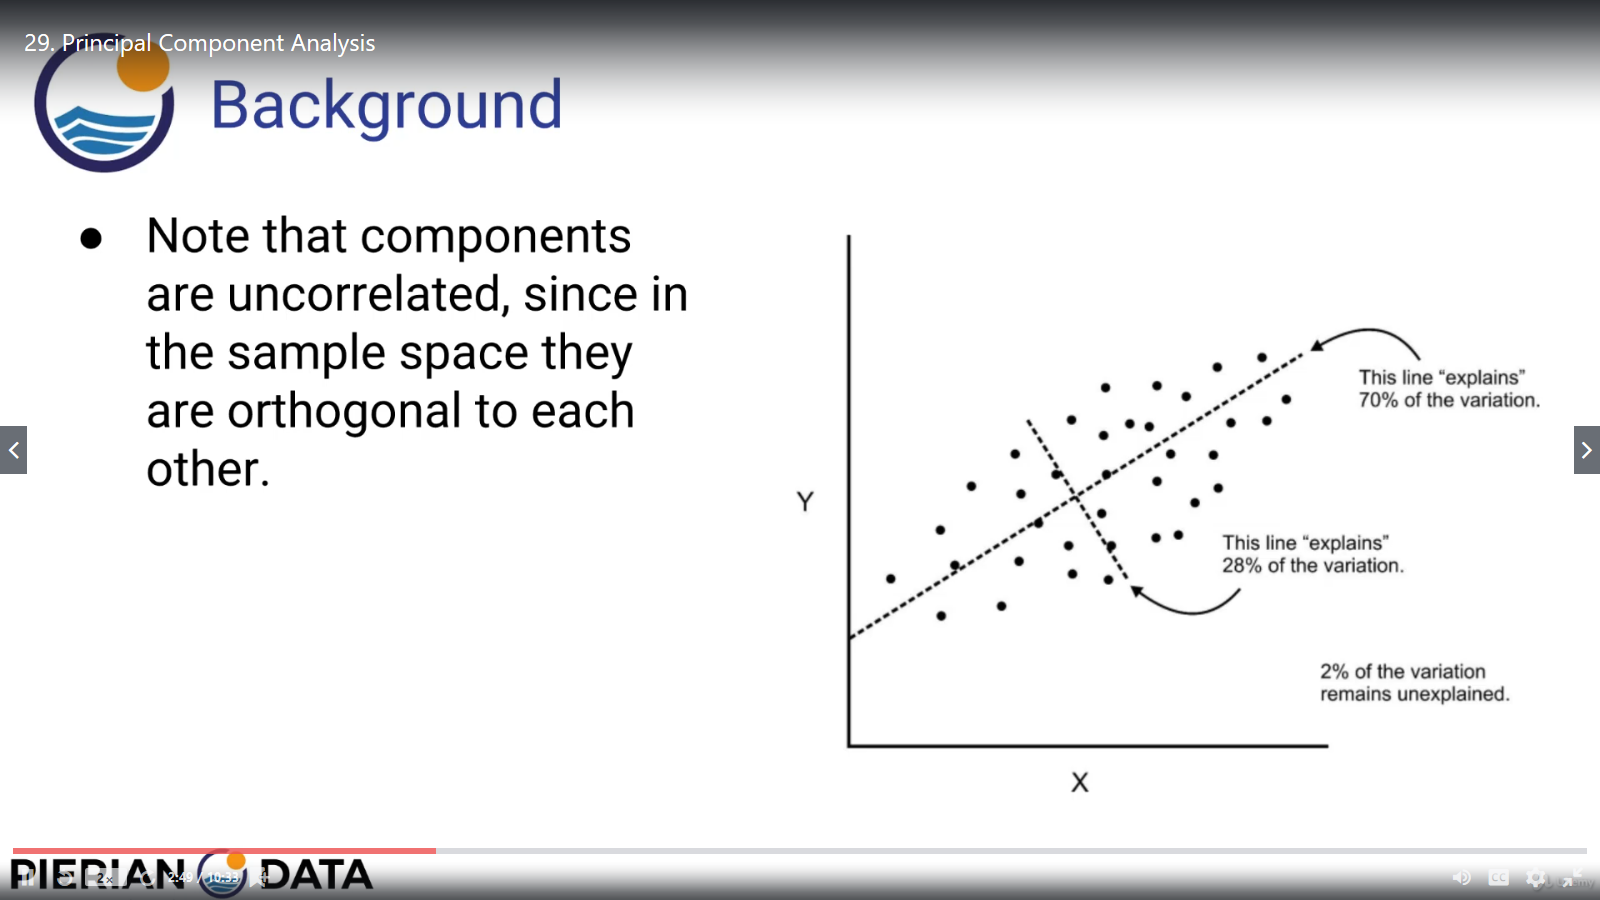 29. Principal Component Analysis
Background
● Note that components
are uncorrelated, since in
the sample space they
are orthogonal to each
other.
This line “explains”
70% of the variation.
Y
This line “explains”
28% of the variation.
2% of the variation
remains unexplained.
X
PIERIAN DATA
2x
2:49 / 10:33
CC